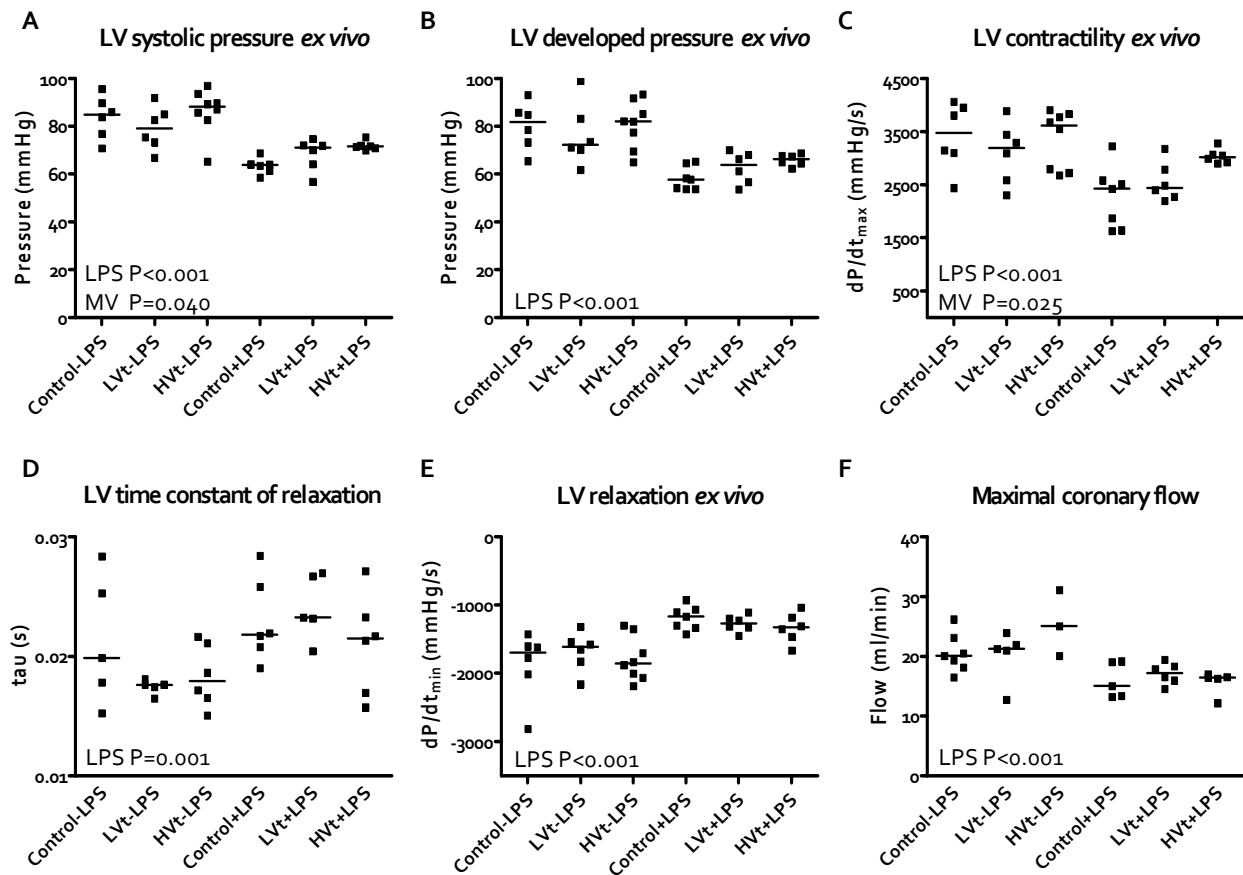 A
LV systolic pressure ex vivo
Pressure (mmHg)
100
80
60
40
20
0
LPS P<0.001
MV P=0.040
Control-LPS
LVt-LPS
HVt-LPS
Control+LPS
LVt+LPS
HVt+LPS
B
LV developed pressure ex vivo
Pressure (mmHg)
100
80
60
40
20
0
LPS P<0.001
Control-LPS
LVt-LPS
HVt-LPS
Control+LPS
LVt+LPS
HVt+LPS
C
LV contractility ex vivo
dP/dtmax (mmHg/s)
4500
3500
2500
1500
500
LPS P<0.001
MV P=0.025
Control-LPS
LVt-LPS
HVt-LPS
Control+LPS
LVt+LPS
HVt+LPS
D
LV time constant of relaxation
tau (s)
0.03
0.02
0.01
LPS P=0.001
Control-LPS
LVt-LPS
HVt-LPS
Control+LPS
LVt+LPS
HVt+LPS
E
LV relaxation ex vivo
dP/dtmin (mmHg/s)
0
-1000
-2000
-3000
LPS P<0.001
Control-LPS
LVt-LPS
HVt-LPS
Control+LPS
LVt+LPS
HVt+LPS
F
Maximal coronary flow
Flow (ml/min)
40
30
20
10
0
LPS P<0.001
Control-LPS
LVt-LPS
HVt-LPS
Control+LPS
LVt+LPS
HVt+LPS